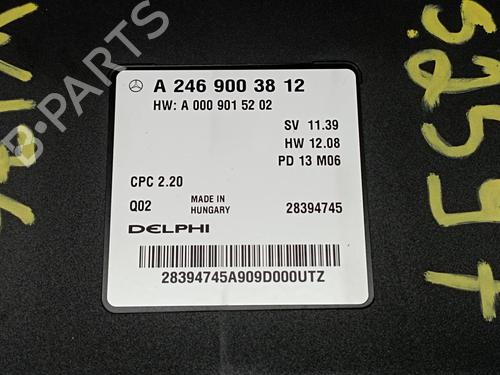 A 246 900 38 12
HW: A 000 901 52 02
SV 11.39
HW 12.08
PD 13 M06
CPC 2.20
Q02
MADE IN
HUNGARY
28394745
DELPHI
28394745A909D000UTZ
B-PARTS